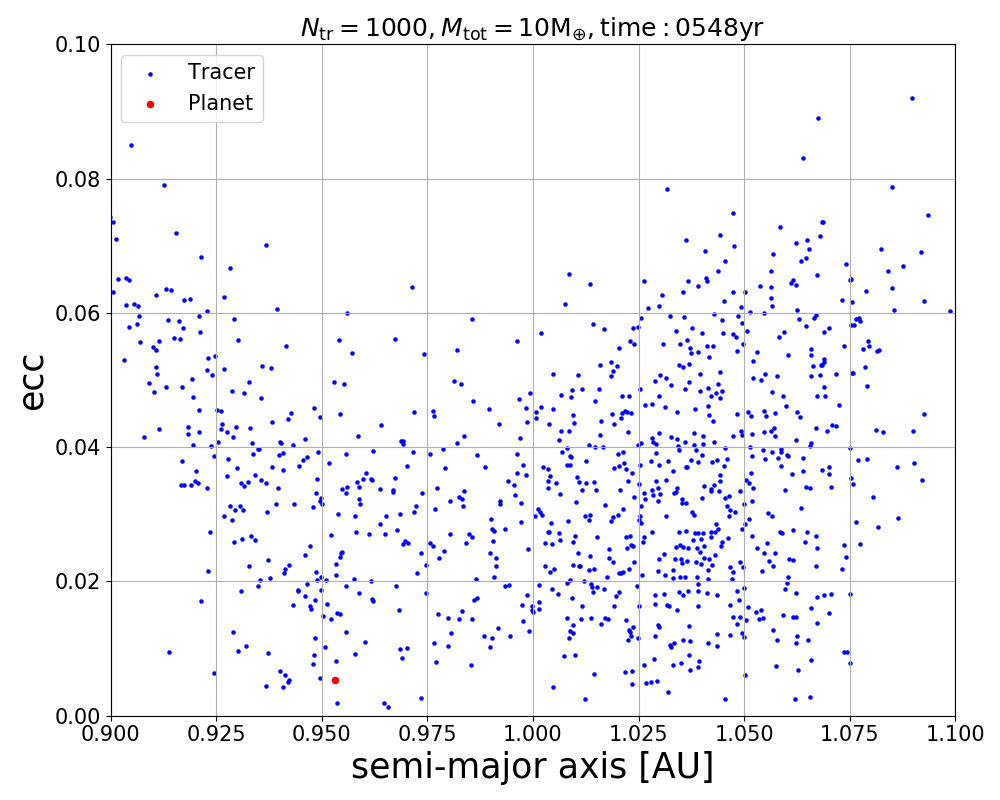 N_tr = 1000, M_tot = 10M_⊕, time : 0548yr
Tracer
Planet
0.10
0.08
0.06
0.04
0.02
0.00
ecc
0.900 0.925 0.950 0.975 1.000 1.025 1.050 1.075 1.100
semi-major axis [AU]